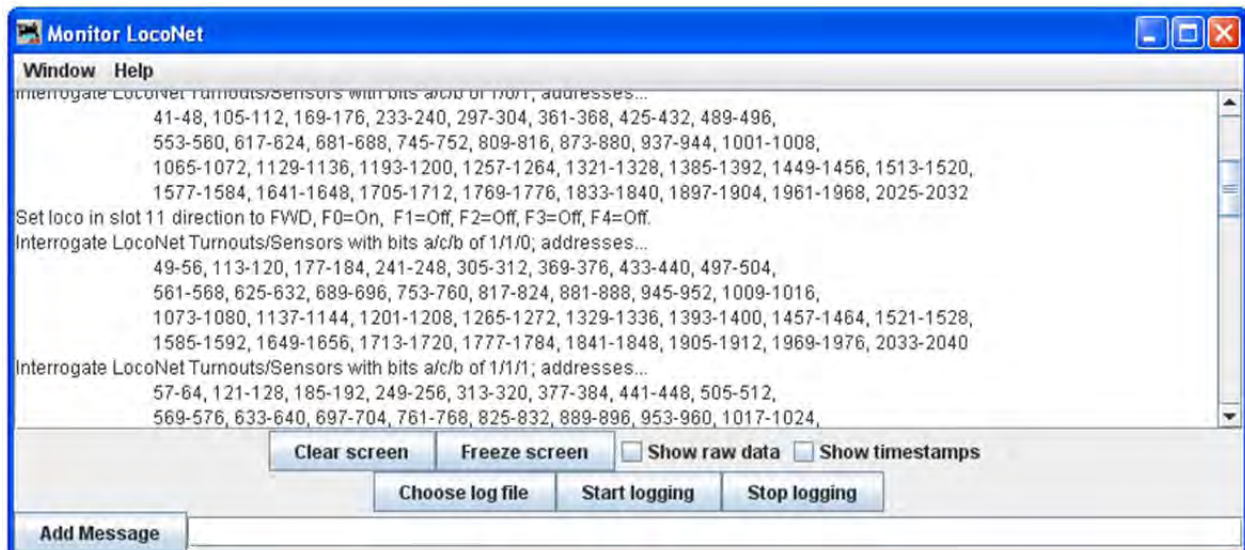 Monitor LocoNet
Window Help
Interrogate LocoNet Turnouts/Sensors with bits a/c/b of 1/0/1; addresses...
41-48, 105-112, 169-176, 233-240, 297-304, 361-368, 425-432, 489-496,
553-560, 617-624, 681-688, 745-752, 809-816, 873-880, 937-944, 1001-1008,
1065-1072, 1129-1136, 1193-1200, 1257-1264, 1321-1328, 1385-1392, 1449-1456, 1513-1520,
1577-1584, 1641-1648, 1705-1712, 1769-1776, 1833-1840, 1897-1904, 1961-1968, 2025-2032
Set loco in slot 11 direction to FWD, F0=On, F1=Off, F2=Off, F3=Off, F4=Off.
Interrogate LocoNet Turnouts/Sensors with bits a/c/b of 1/1/0; addresses...
49-56, 113-120, 177-184, 241-248, 305-312, 369-376, 433-440, 497-504,
561-568, 625-632, 689-696, 753-760, 817-824, 881-888, 945-952, 1009-1016,
1073-1080, 1137-1144, 1201-1208, 1265-1272, 1329-1336, 1393-1400, 1457-1464, 1521-1528,
1585-1592, 1649-1656, 1713-1720, 1777-1784, 1841-1848, 1905-1912, 1969-1976, 2033-2040
Interrogate LocoNet Turnouts/Sensors with bits a/c/b of 1/1/1; addresses...
57-64, 121-128, 185-192, 249-256, 313-320, 377-384, 441-448, 505-512,
569-576, 633-640, 697-704, 761-768, 825-832, 889-896, 953-960, 1017-1024,
Clear screen Freeze screen Show raw data Show timestamps
Choose log file Start logging Stop logging
Add Message